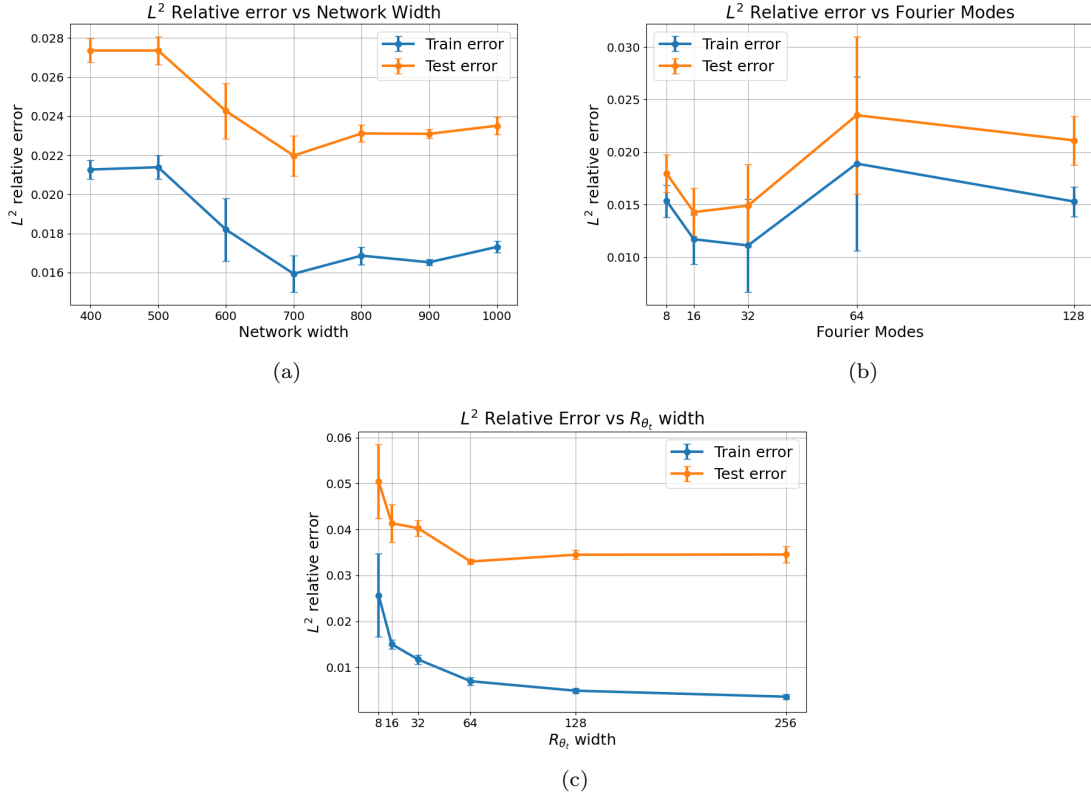 L² Relative error vs Network Width
0.028
0.026
0.024
0.022
0.020
0.018
0.016
L² relative error
Train error
Test error
400 500 600 700 800 900 1000
Network width
(a)
L² Relative error vs Fourier Modes
0.030
0.025
0.020
0.015
0.010
L² relative error
Train error
Test error
8 16 32 64 128
Fourier Modes
(b)
L² Relative Error vs R_{θ_t} width
0.06
0.05
0.04
0.03
0.02
0.01
L² relative error
Train error
Test error
8 16 32 64 128 256
R_{θ_t} width
(c)